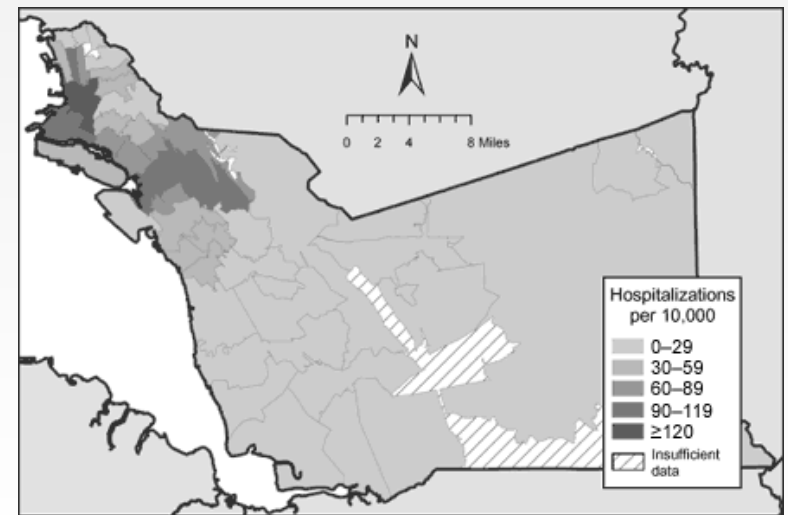 N
0 2 4 8 Miles
Hospitalizations
per 10,000
0–29
30–59
60–89
90–119
≥120
Insufficient
data